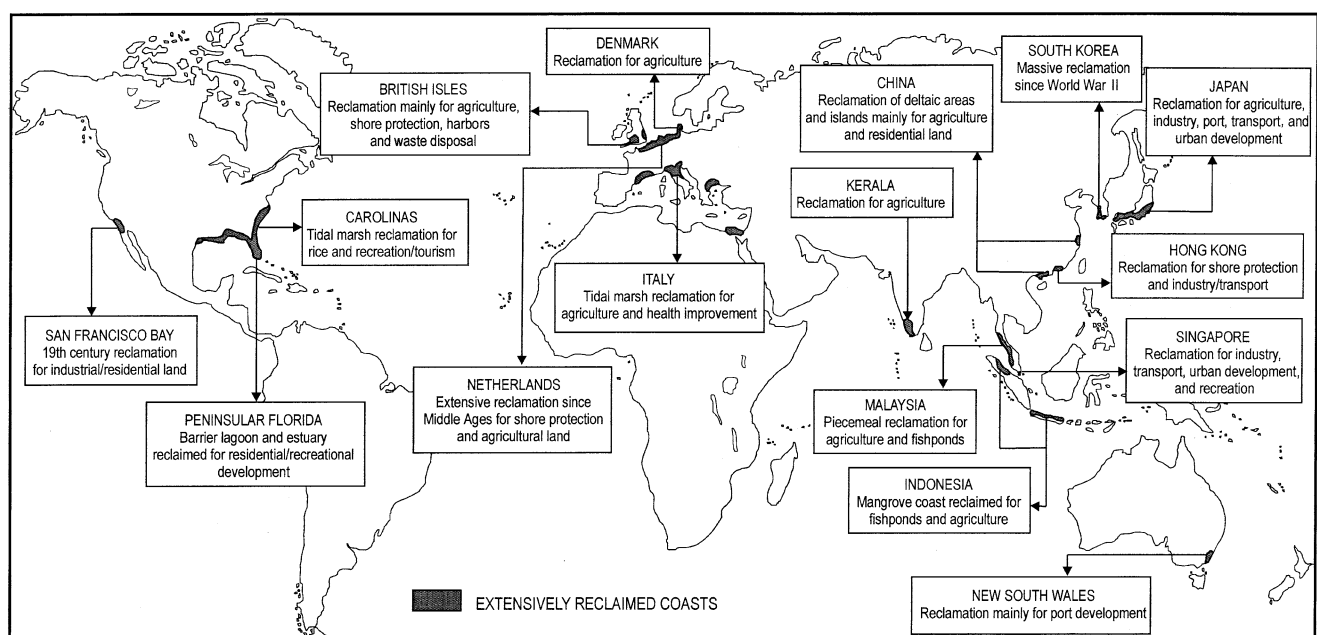 DENMARK
Reclamation for agriculture
SOUTH KOREA
Massive reclamation
since World War II
BRITISH ISLES
Reclamation mainly for agriculture,
shore protection, harbors
and waste disposal
CHINA
Reclamation of deltaic areas
and islands mainly for agriculture
and residential land
JAPAN
Reclamation for agriculture,
industry, port, transport, and
urban development
KERALA
Reclamation for agriculture
CAROLINAS
Tidal marsh reclamation for
rice and recreation/tourism
HONG KONG
Reclamation for shore protection
and industry/transport
ITALY
Tidal marsh reclamation for
agriculture and health improvement
SAN FRANCISCO BAY
19th century reclamation
for industrial/residential land
SINGAPORE
Reclamation for industry,
transport, urban development,
and recreation
NETHERLANDS
Extensive reclamation since
Middle Ages for shore protection
and agricultural land
MALAYSIA
Piecemeal reclamation for
agriculture and fishponds
PENINSULAR FLORIDA
Barrier lagoon and estuary
reclaimed for residential/recreational
development
INDONESIA
Mangrove coast reclaimed for
fishponds and agriculture
NEW SOUTH WALES
Reclamation mainly for port development
EXTENSIVELY RECLAIMED COASTS